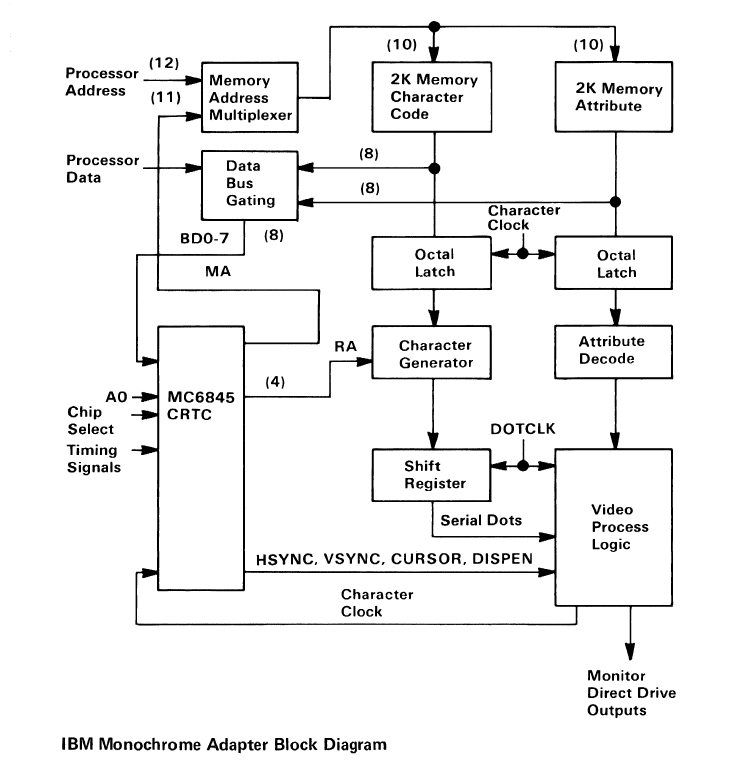 (10)
(10)
(12)
Processor
Address
(11)
Memory
Address
Multiplexer
2K Memory
Character
Code
2K Memory
Attribute
Processor
Data
Data
Bus
Gating
(8)
(8)
Character
Clock
BD0-7
(8)
MA
Octal
Latch
Octal
Latch
RA
Character
Generator
Attribute
Decode
(4)
A0
Chip
Select
Timing
Signals
MC6845
CRTC
DOTCLK
Shift
Register
Serial Dots
Video
Process
Logic
HSYNC, VSYNC, CURSOR, DISPEN
Character
Clock
Monitor
Direct Drive
Outputs
IBM Monochrome Adapter Block Diagram